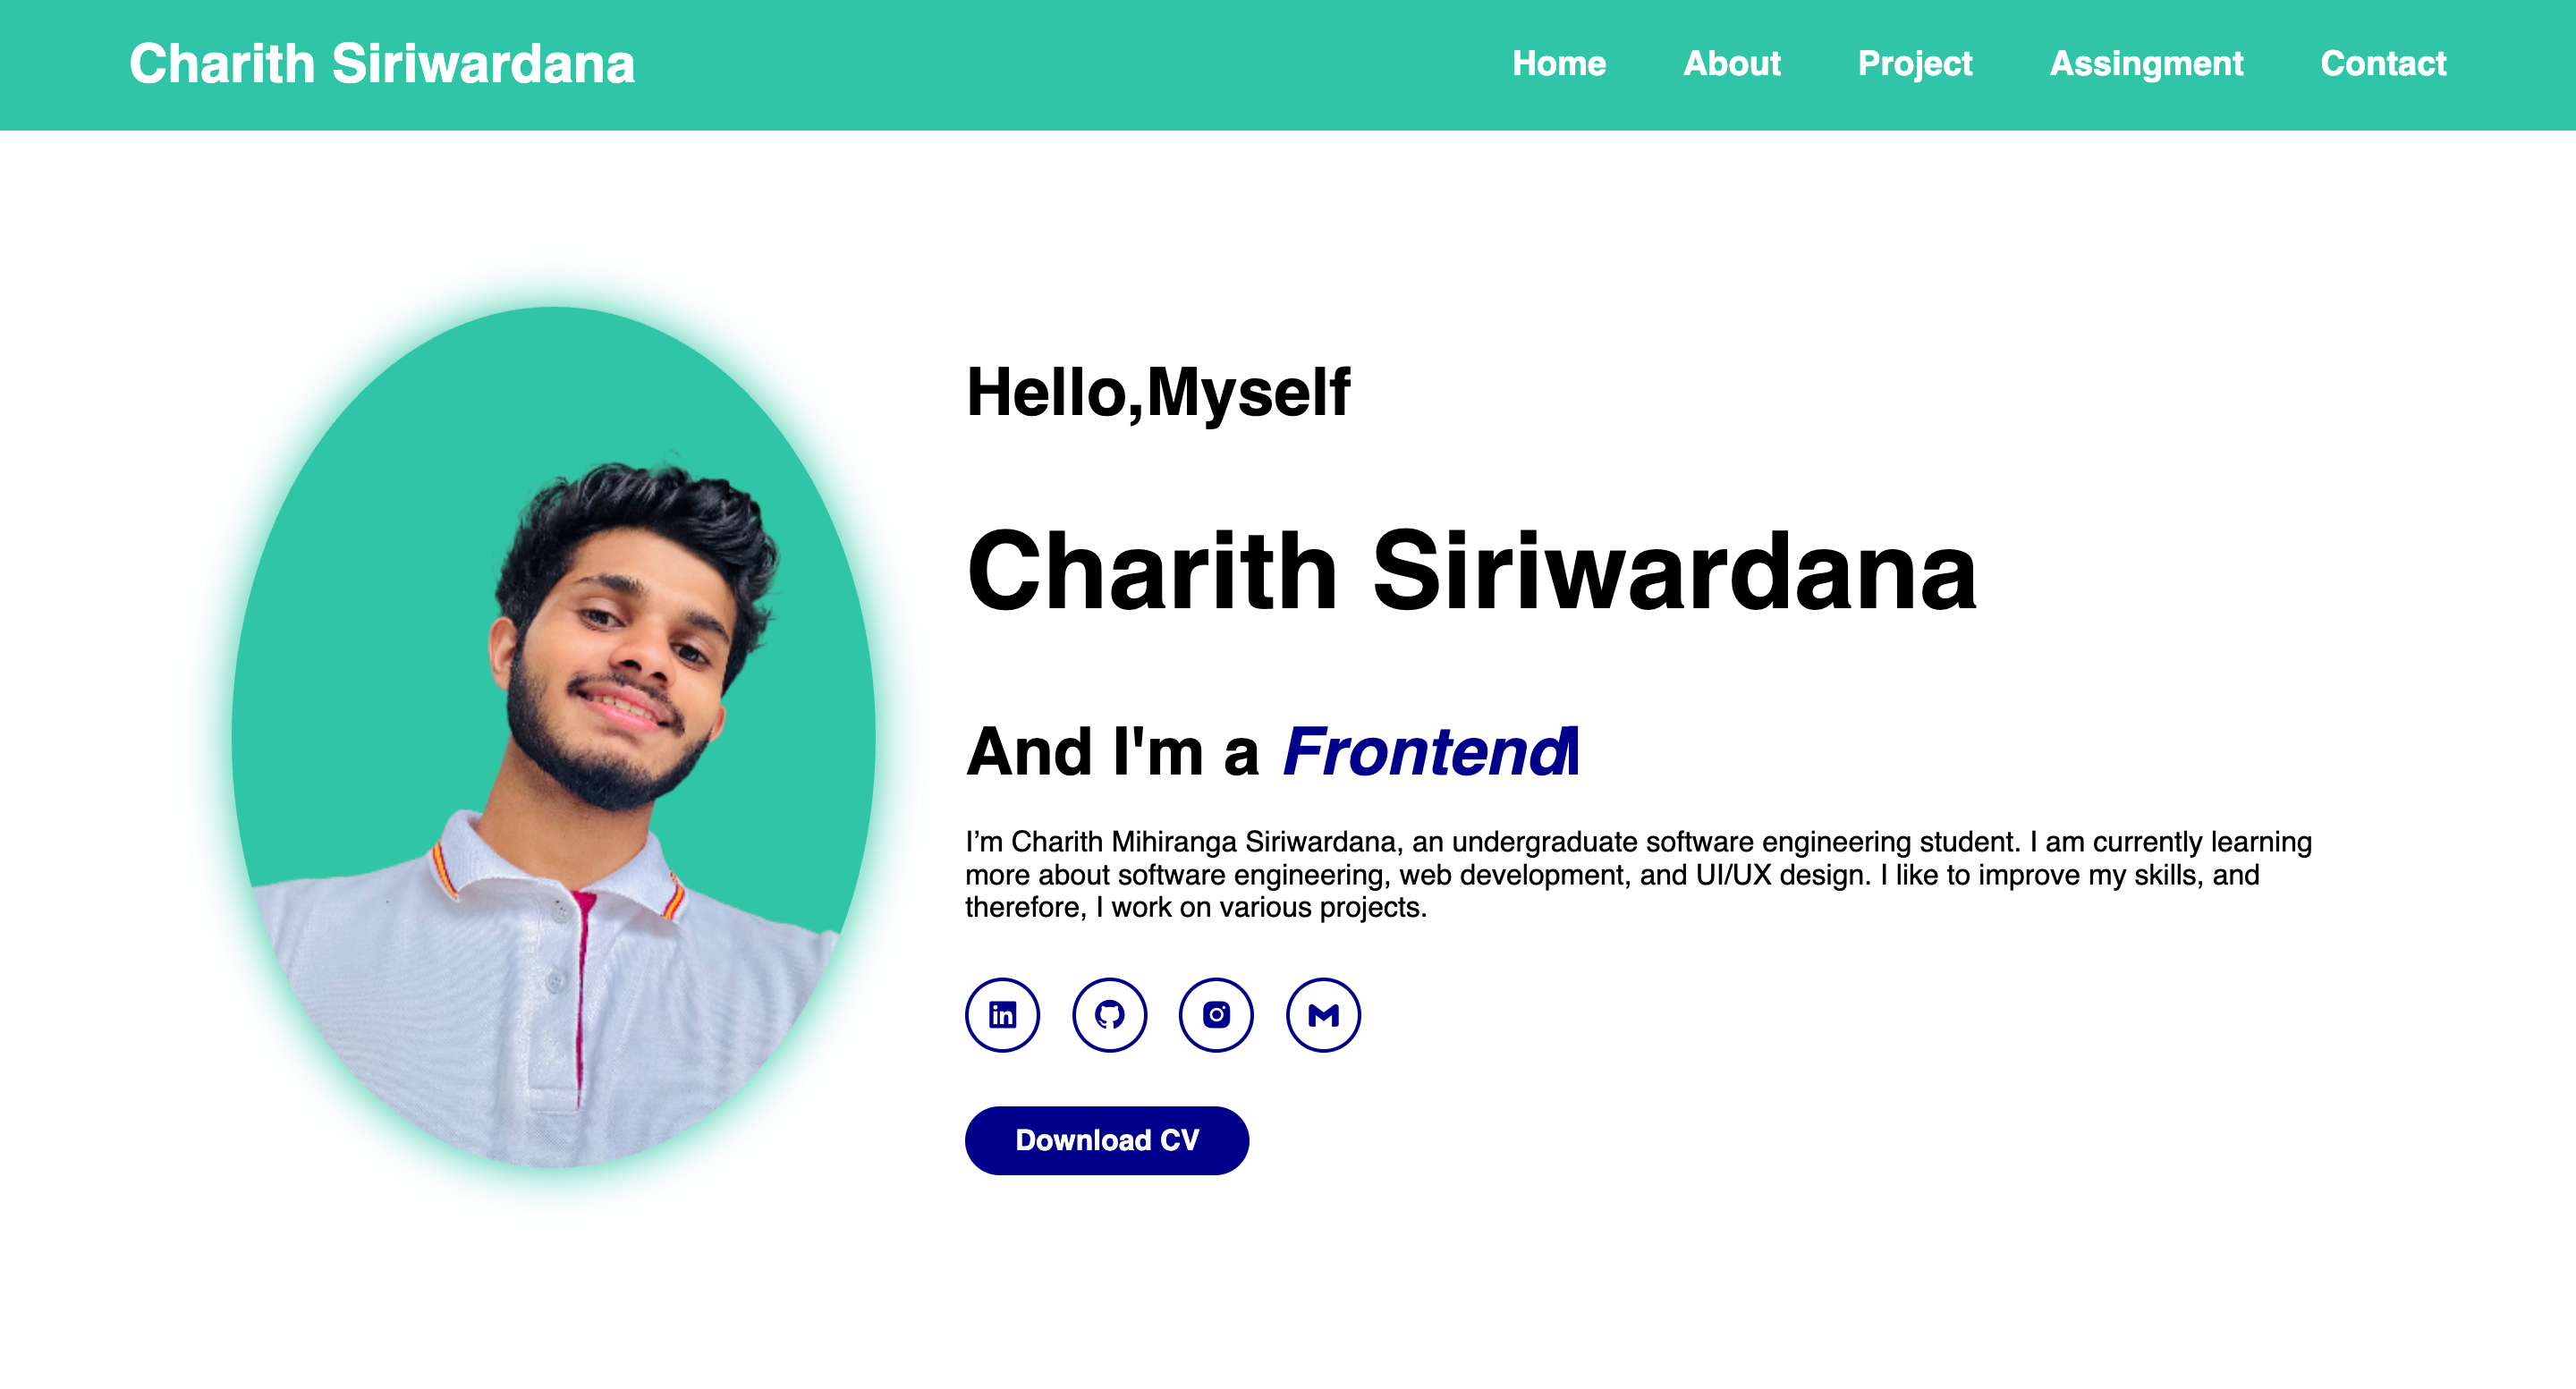 Charith Siriwardana
Home About Project Assingment Contact
Hello,Myself
Charith Siriwardana
And I'm a Frontend
I’m Charith Mihiranga Siriwardana, an undergraduate software engineering student. I am currently learning
more about software engineering, web development, and UI/UX design. I like to improve my skills, and
therefore, I work on various projects.
in
Download CV